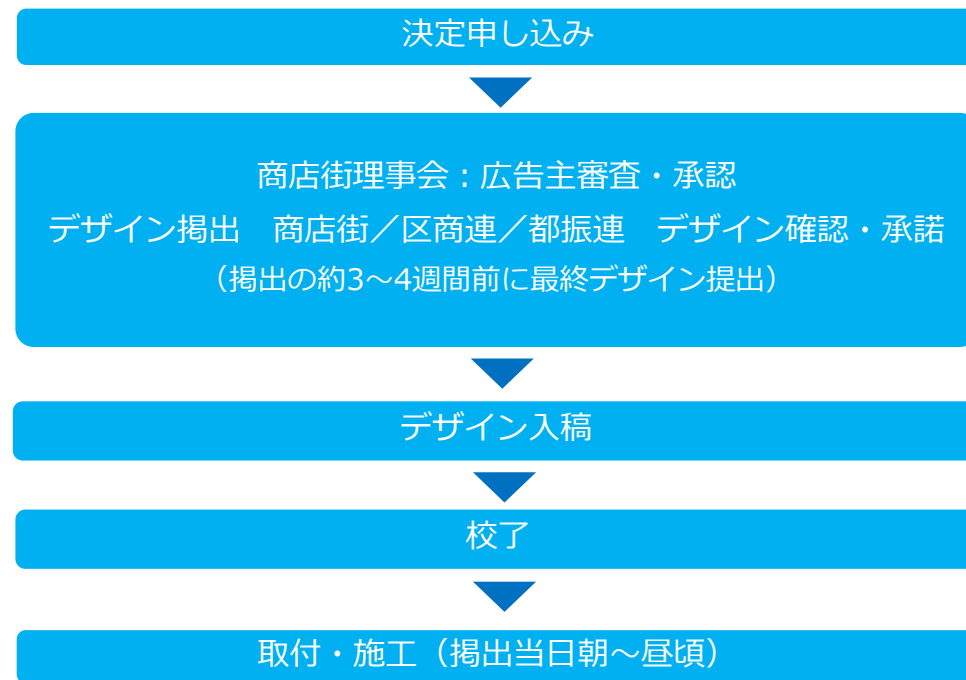 決定申し込み
商店街理事会：広告主審査・承認
デザイン掲出　商店街／区商連／都振連　デザイン確認・承諾
（掲出の約3～4週間前に最終デザイン提出）
デザイン入稿
校了
取付・施工（掲出当日朝～昼頃）